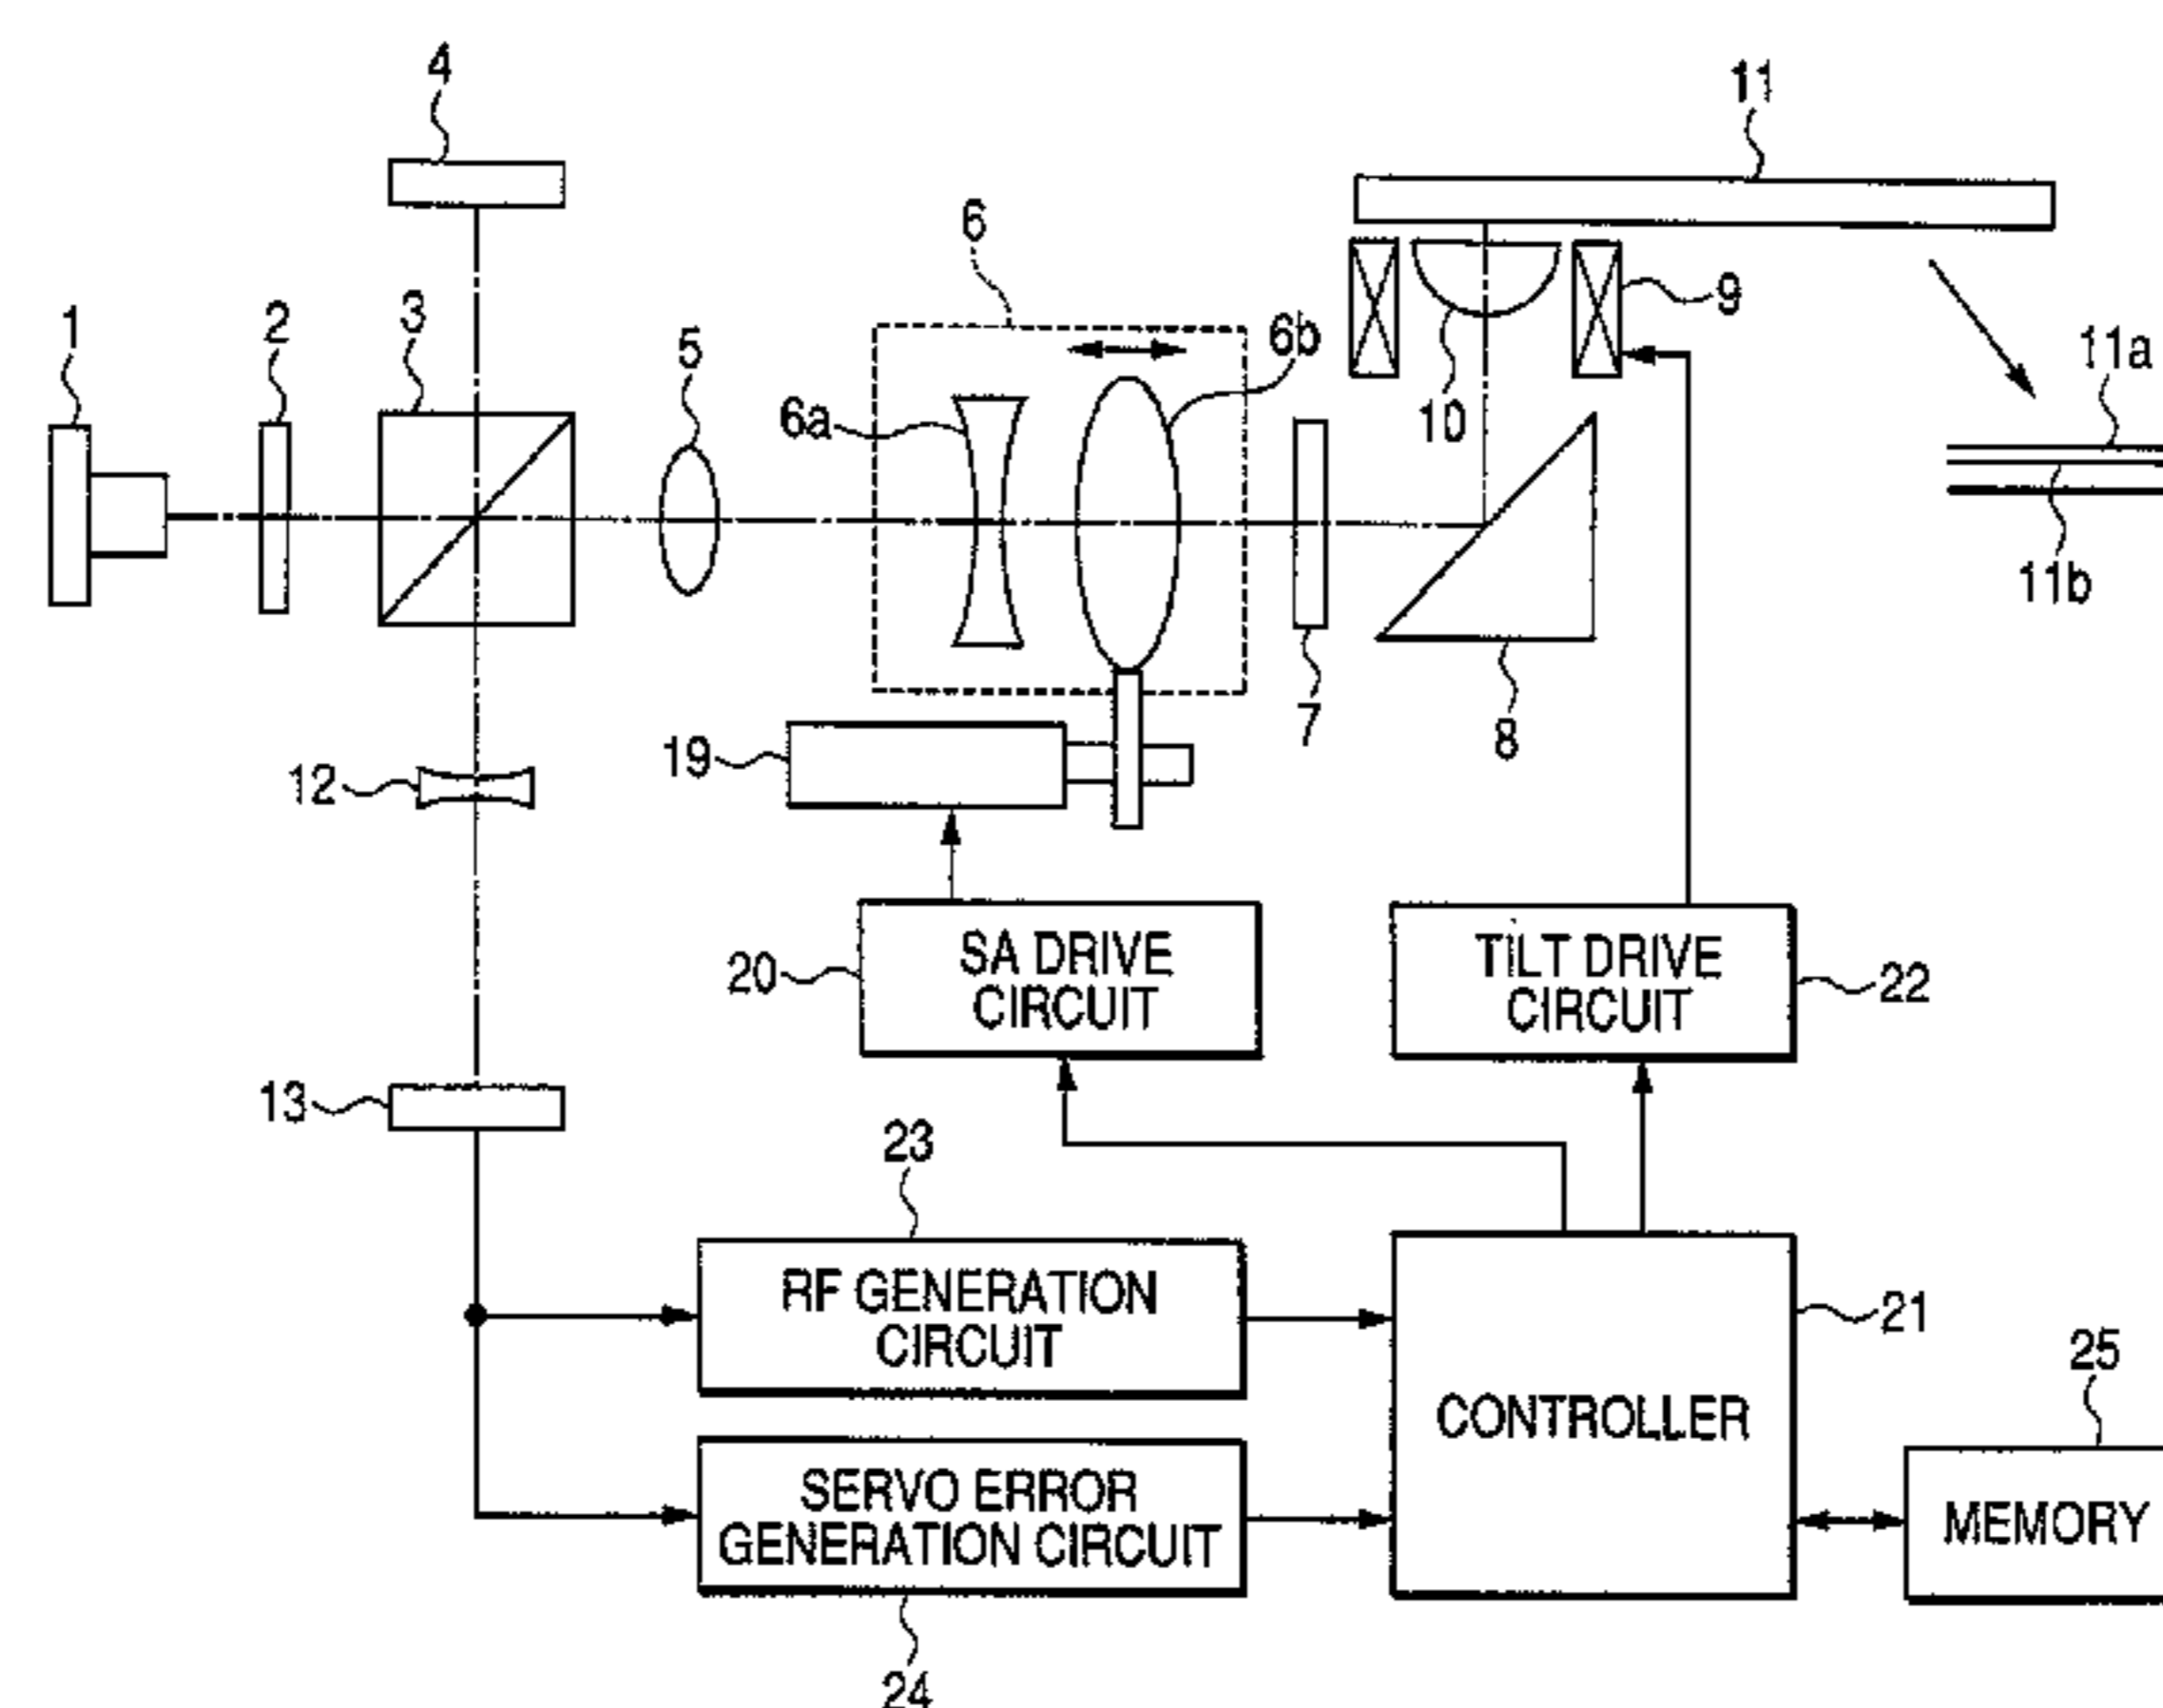 4
11
6
1
2
3
5
6a
6b
9
10
11a
11b
7
8
19
12
20
SA DRIVE
CIRCUIT
TILT DRIVE
CIRCUIT
22
13
23
RF GENERATION
CIRCUIT
21
CONTROLLER
25
MEMORY
SERVO ERROR
GENERATION CIRCUIT
24